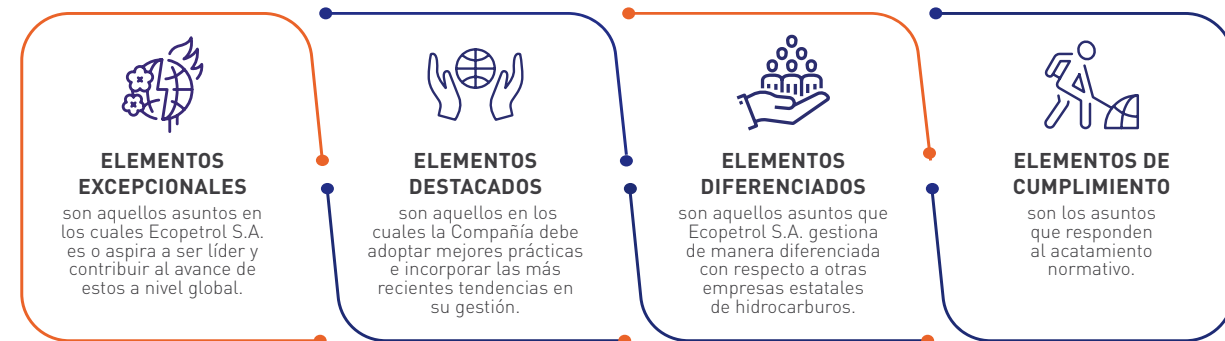 ELEMENTOS
EXCEPCIONALES
son aquellos asuntos en
los cuales Ecopetrol S.A.
es o aspira a ser líder y
contribuir al avance de
estos a nivel global.
ELEMENTOS
DESTACADOS
son aquellos en los
cuales la Compañía debe
adoptar mejores prácticas
e incorporar las más
recientes tendencias en
su gestión.
ELEMENTOS
DIFERENCIADOS
son aquellos asuntos que
Ecopetrol S.A. gestiona
de manera diferenciada
con respecto a otras
empresas estatales
de hidrocarburos.
ELEMENTOS DE
CUMPLIMIENTO
son los asuntos
que responden
al acatamiento
normativo.